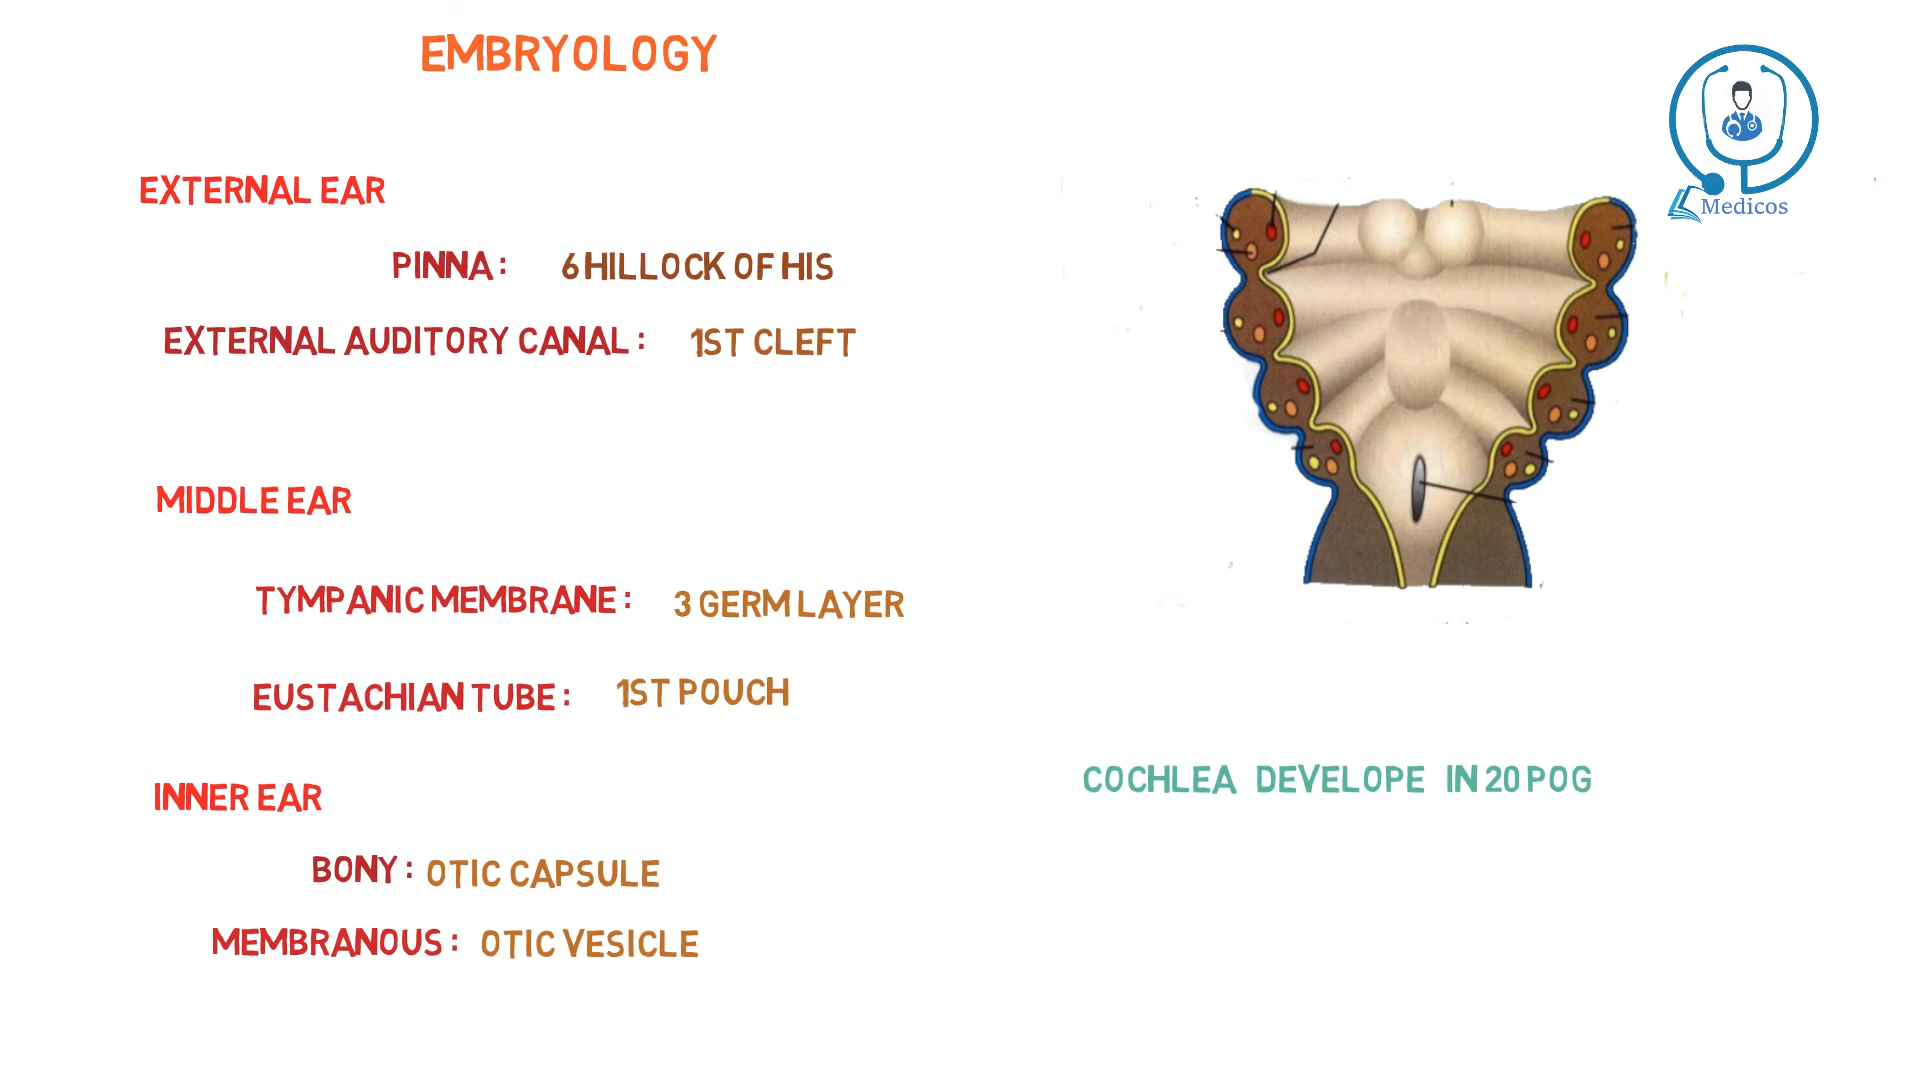 EMBRYOLOGY
EXTERNAL EAR
PINNA : 6 HILLOCK OF HIS
EXTERNAL AUDITORY CANAL : 1ST CLEFT
MIDDLE EAR
TYMPANIC MEMBRANE : 3 GERM LAYER
EUSTACHIAN TUBE : 1ST POUCH
INNER EAR
BONY : OTIC CAPSULE
MEMBRANOUS : OTIC VESICLE
Medicos
COCHLEA DEVELOPE IN 20 POG